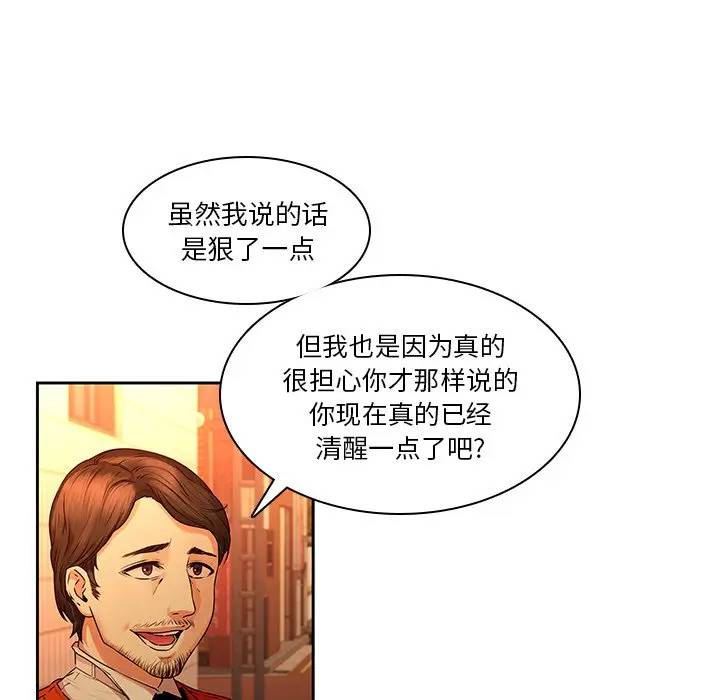 虽然我说的话
是狠了一点
但我也是因为真的
很担心你才那样说的
你现在真的已经
清醒一点了吧?